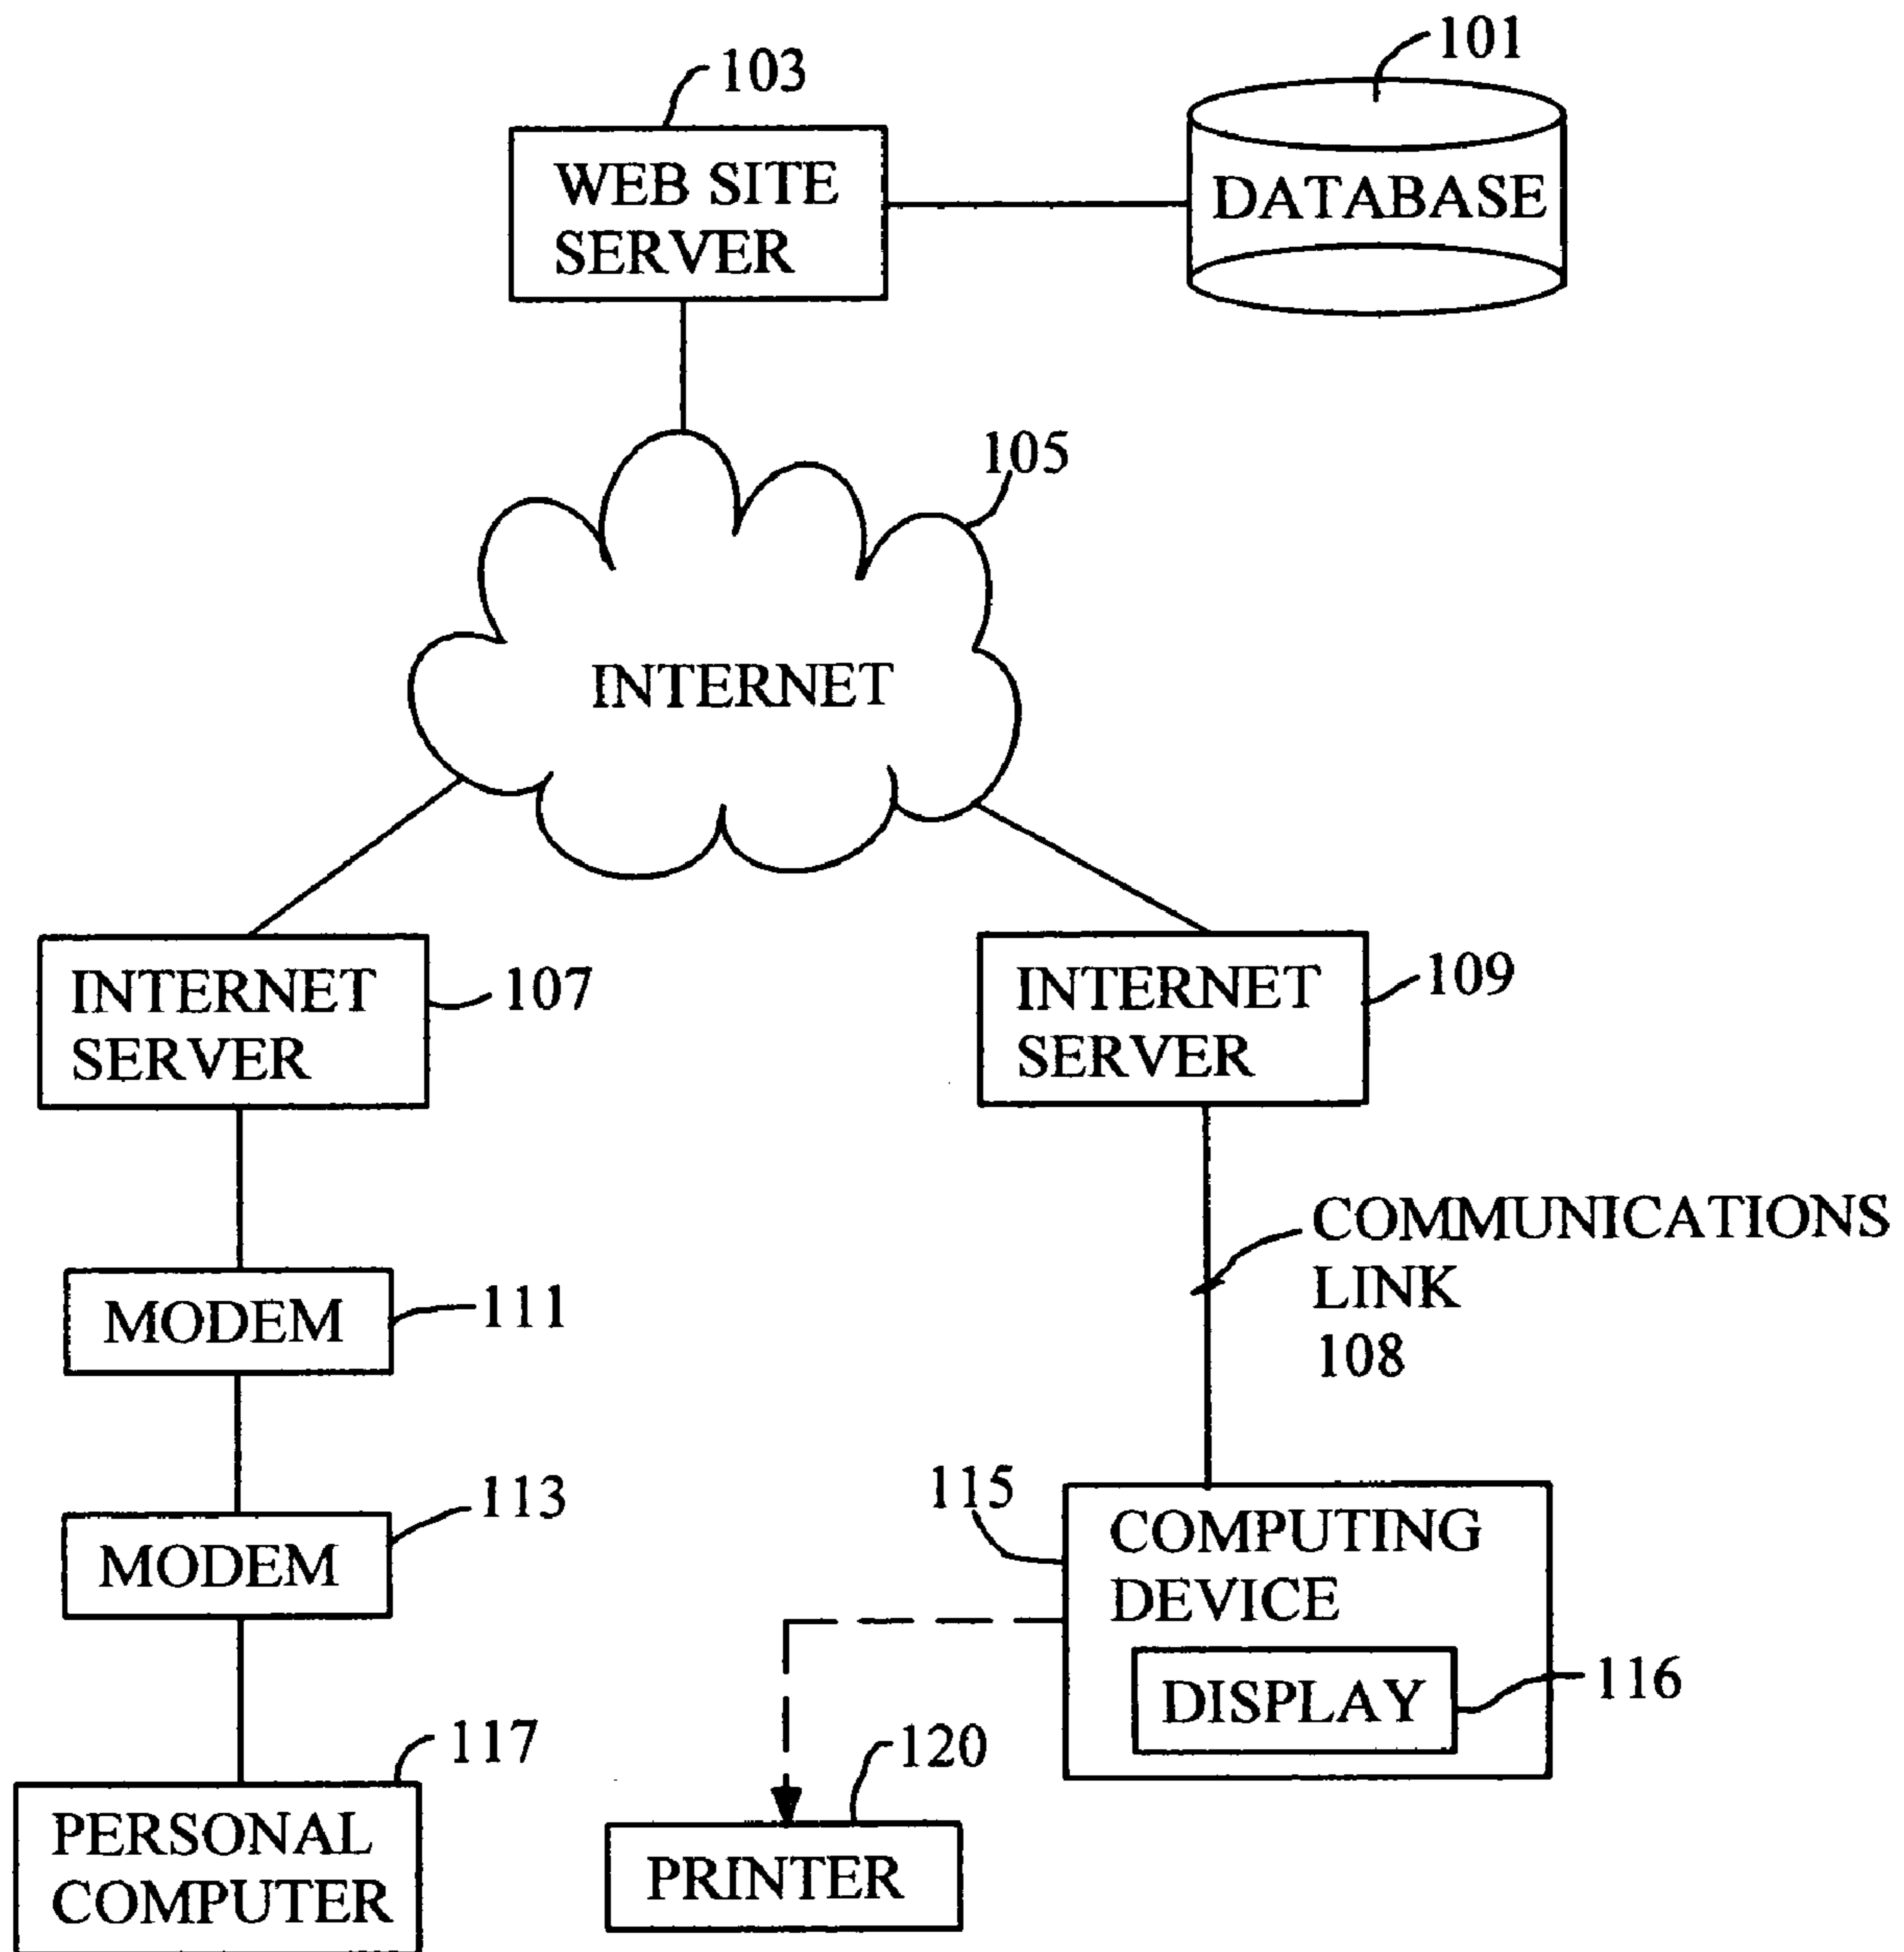 101
103
WEB SITE
SERVER
DATABASE
105
INTERNET
INTERNET
SERVER
107
INTERNET
SERVER
109
COMMUNICATIONS
LINK
108
MODEM
111
113
MODEM
115
COMPUTING
DEVICE
DISPLAY
116
117
PERSONAL
COMPUTER
120
PRINTER